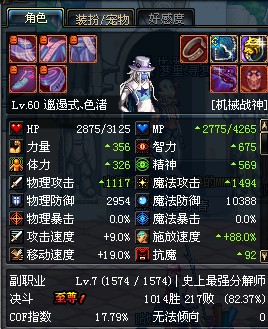 角色 装扮/宠物 好感度
Lv.60 邋遢式、色渚 [机械战神]
HP 2875/3125 MP 2775/4265
力量 356 智力 675
体力 326 精神 569
物理攻击 1117 魔法攻击 1494
物理防御 2954 魔法防御 10388
物理暴击 0.0% 魔法暴击 0.0%
攻击速度 +9.0% 施放速度 +88.0%
移动速度 +19.0% 抗魔 92
副职业 Lv.7 (1574 / 1574) | 史上最强分解师
决斗 至尊1 1014胜 217败 (82.37%)
COF指数 17.79% 无法倾向 0